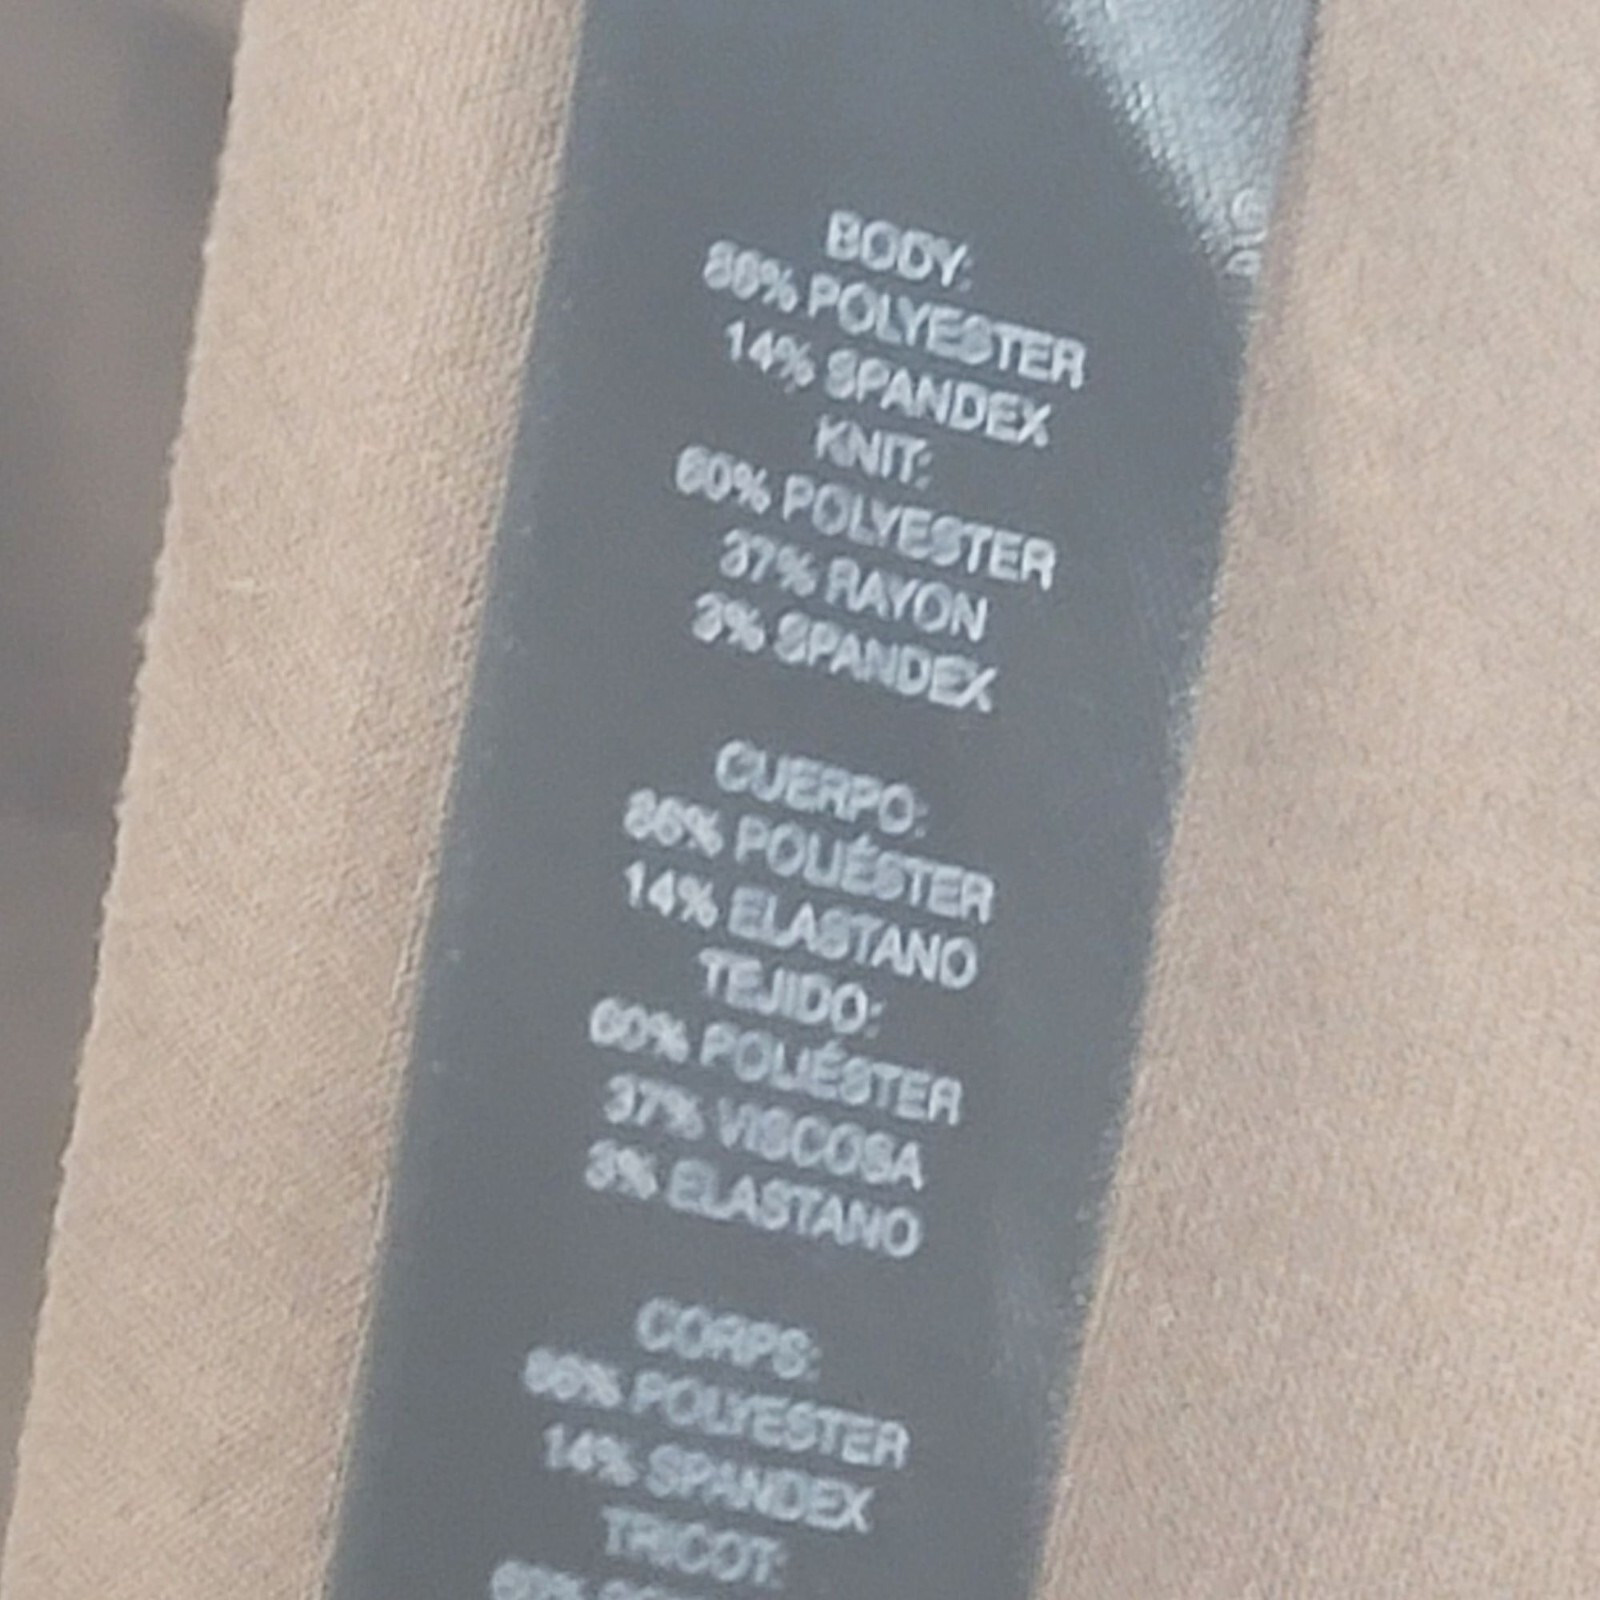 BODY:
86% POLYESTER
14% SPANDEX
KNIT:
60% POLYESTER
37% RAYON
3% SPANDEX
CUERPO:
86% POLIÉSTER
14% ELASTANO
TEJIDO:
60% POLIÉSTER
37% VISCOSA
3% ELASTANO
CORPS:
86% POLYESTER
14% SPANDEX
TRICOT:
60%